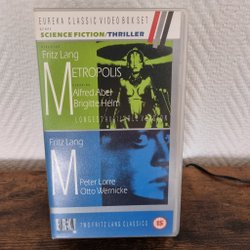 EUREKA CLASSIC VIDEO BOX SET
SCIENCE FICTION/THRILLER
Fritz Lang
METROPOLIS
Alfred Abel
Brigitte Helm
Fritz Lang
M
Peter Lorre
Otto Wernicke
TWO FRITZ LANG CLASSICS
15